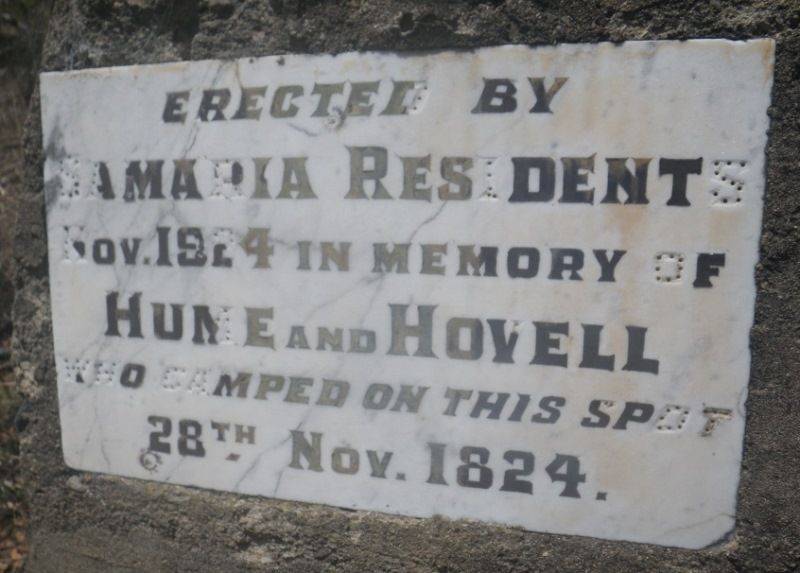 ERECTED BY
SAMARIA RESIDENTS
NOV. 1924 IN MEMORY OF
HUME AND HOVELL
WHO CAMPED ON THIS SPOT
28TH NOV. 1824.